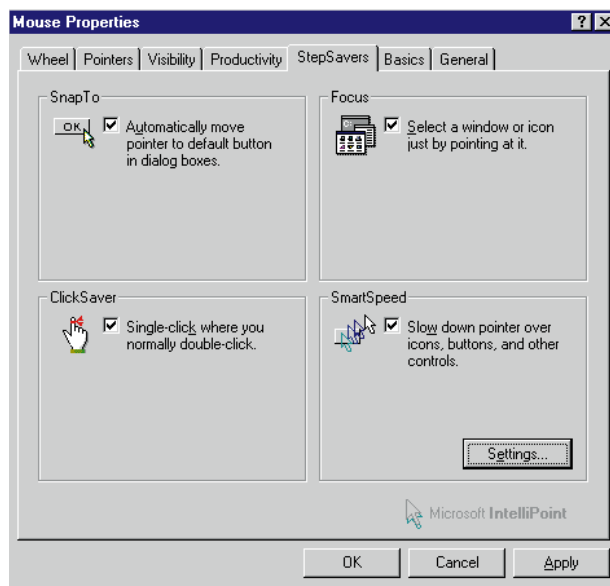 Mouse Properties
Wheel Pointers Visibility Productivity StepSavers Basics General
SnapTo
OK
Automatically move
pointer to default button
in dialog boxes.
Focus
Select a window or icon
just by pointing at it.
ClickSaver
Single-click where you
normally double-click.
SmartSpeed
Slow down pointer over
icons, buttons, and other
controls.
Settings...
Microsoft IntelliPoint
OK Cancel Apply